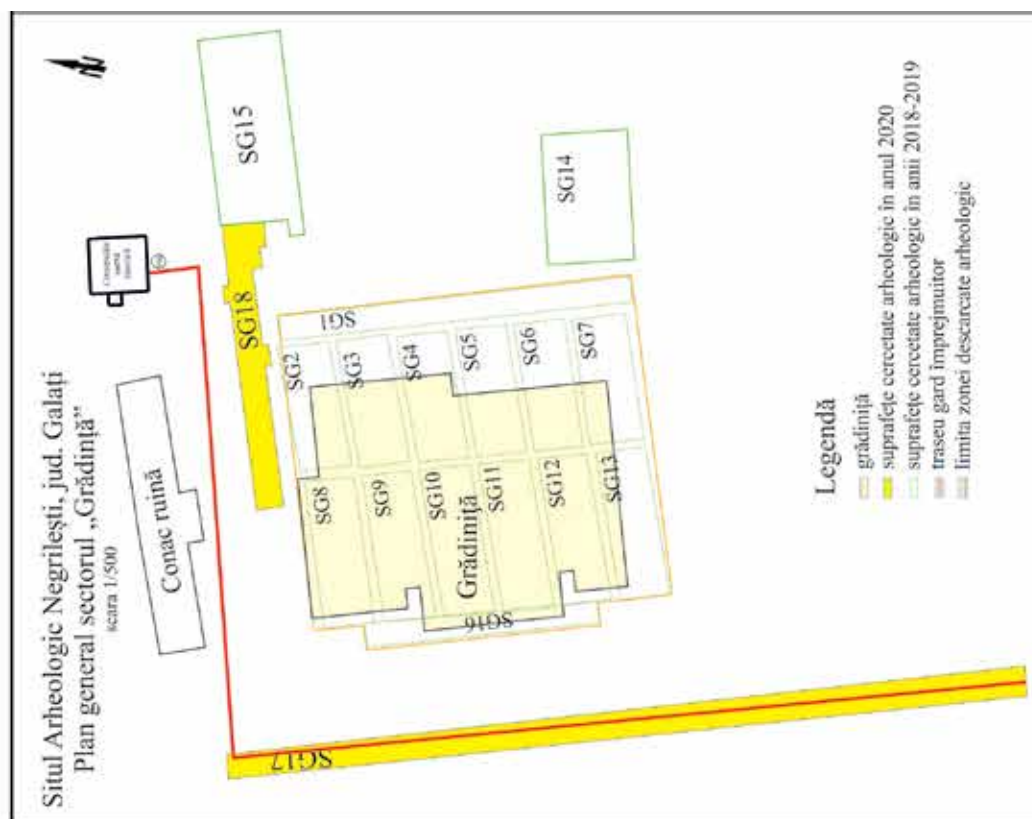 Situl Arheologic Negrilești, jud. Galați
Plan general sectorul „Grădiniță”
scara 1/500
N
Conac ruină
SG15
SG18
SG14
SG1
SG2
SG3
SG4
SG5
SG6
SG7
SG8
SG9
SG10
SG11
SG12
SG13
Grădiniță
SG16
SG17
Legendă
grădiniță
suprafețe cercetate arheologic în anul 2020
suprafețe cercetate arheologic în anii 2018-2019
traseu gard împrejmuitor
limita zonei descarcate arheologic